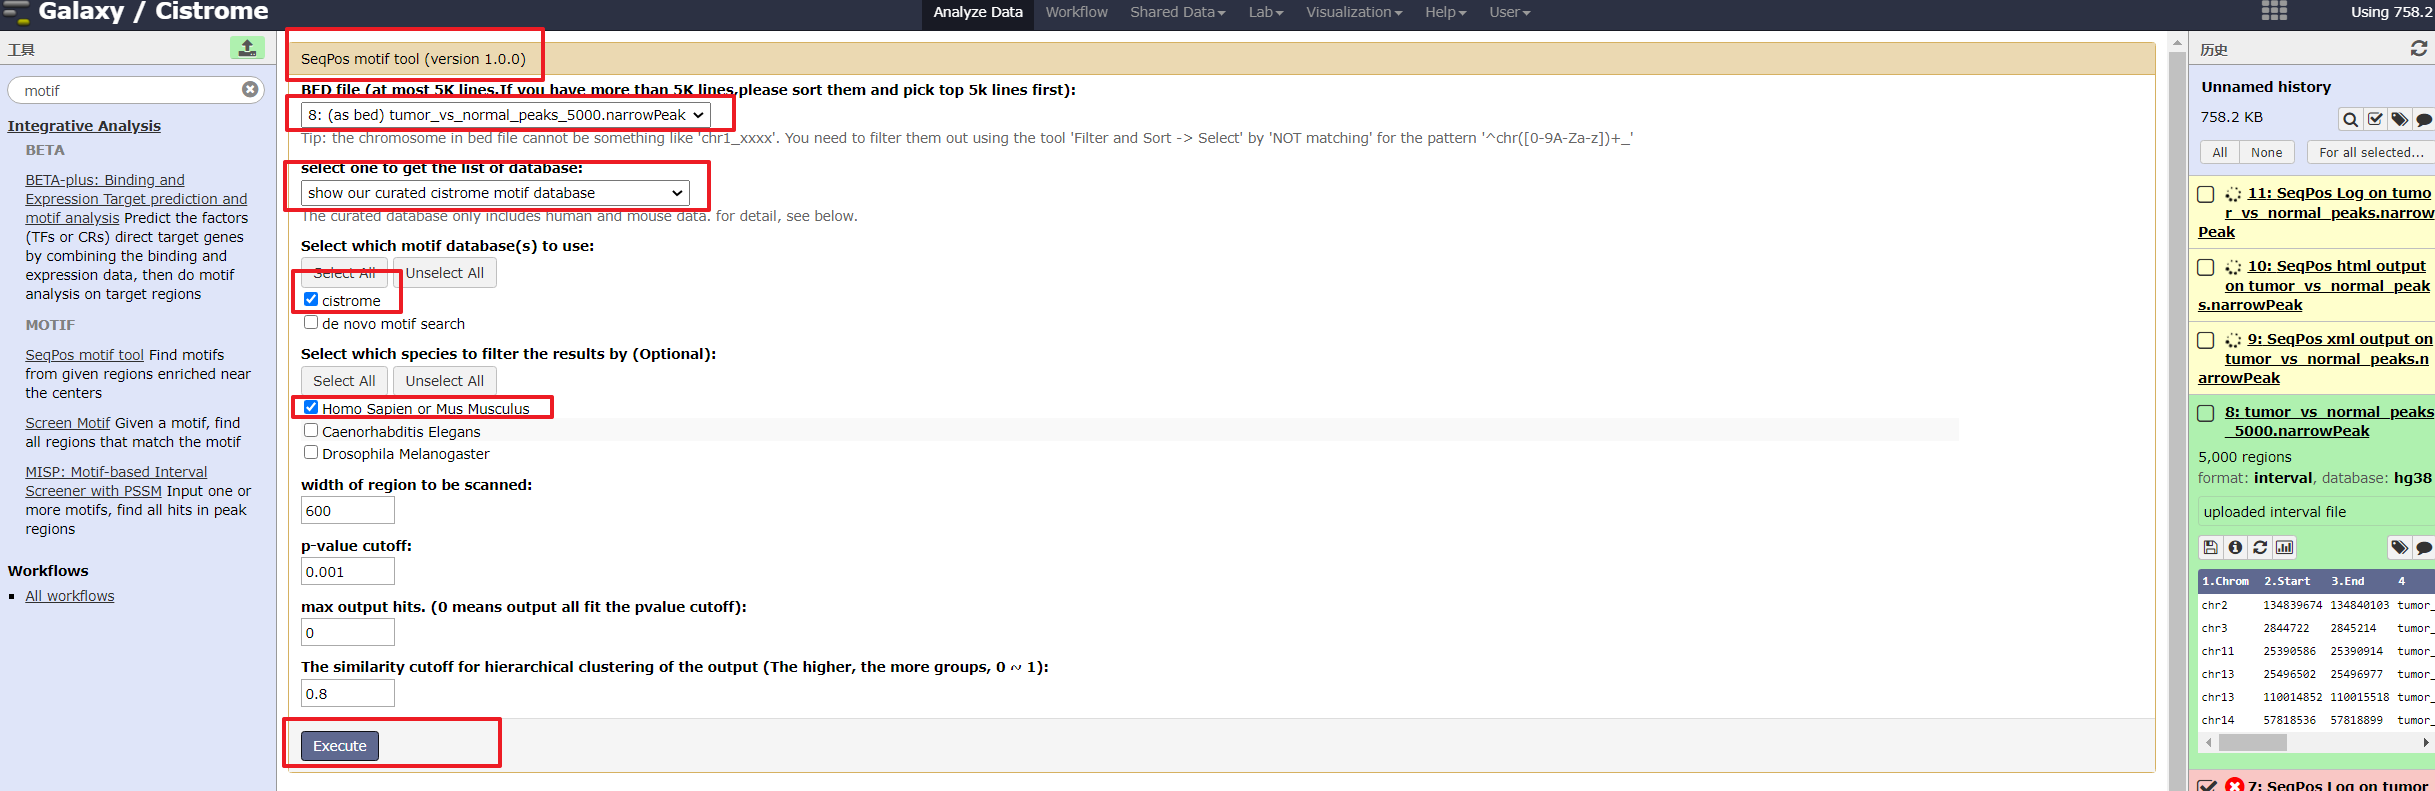 Galaxy / Cistrome
Analyze Data
Workflow
Shared Data
Lab
Visualization
Help
User
Using 758.2
工具
motif
Integrative Analysis
BETA
BETA-plus: Binding and
Expression Target prediction and
motif analysis Predict the factors
(TFs or CRs) direct target genes
by combining the binding and
expression data, then do motif
analysis on target regions
MOTIF
SeqPos motif tool Find motifs
from given regions enriched near
the centers
Screen Motif Given a motif, find
all regions that match the motif
MISP: Motif-based Interval
Screener with PSSM Input one or
more motifs, find all hits in peak
regions
Workflows
All workflows
SeqPos motif tool (version 1.0.0)
BED file (at most 5K lines.If you have more than 5K lines,please sort them and pick top 5k lines first):
8: (as bed) tumor_vs_normal_peaks_5000.narrowPeak
Tip: the chromosome in bed file cannot be something like 'chr1_xxxx'. You need to filter them out using the tool 'Filter and Sort -> Select' by 'NOT matching' for the pattern '^chr([0-9A-Za-z])+_'
select one to get the list of database:
show our curated cistrome motif database
The curated database only includes human and mouse data. for detail, see below.
Select which motif database(s) to use:
Select All
Unselect All
cistrome
de novo motif search
Select which species to filter the results by (Optional):
Select All
Unselect All
Homo Sapien or Mus Musculus
Caenorhabditis Elegans
Drosophila Melanogaster
width of region to be scanned:
600
p-value cutoff:
0.001
max output hits. (0 means output all fit the pvalue cutoff):
0
The similarity cutoff for hierarchical clustering of the output (The higher, the more groups, 0 ~ 1):
0.8
Execute
历史
Unnamed history
758.2 KB
All
None
For all selected...
11: SeqPos Log on tumo
r_vs_normal_peaks.narrow
Peak
10: SeqPos html output
on tumor_vs_normal_peak
s.narrowPeak
9: SeqPos xml output on
tumor_vs_normal_peaks.n
arrowPeak
8: tumor_vs_normal_peaks
_5000.narrowPeak
5,000 regions
format: interval, database: hg38
uploaded interval file
1.Chrom 2.Start 3.End 4
chr2 134839674 134840103 tumor_
chr3 2844722 2845214 tumor_
chr11 25390586 25390914 tumor_
chr13 25496502 25496977 tumor_
chr13 110014852 110015518 tumor_
chr14 57818536 57818899 tumor_
7: SeqPos Log on tumor